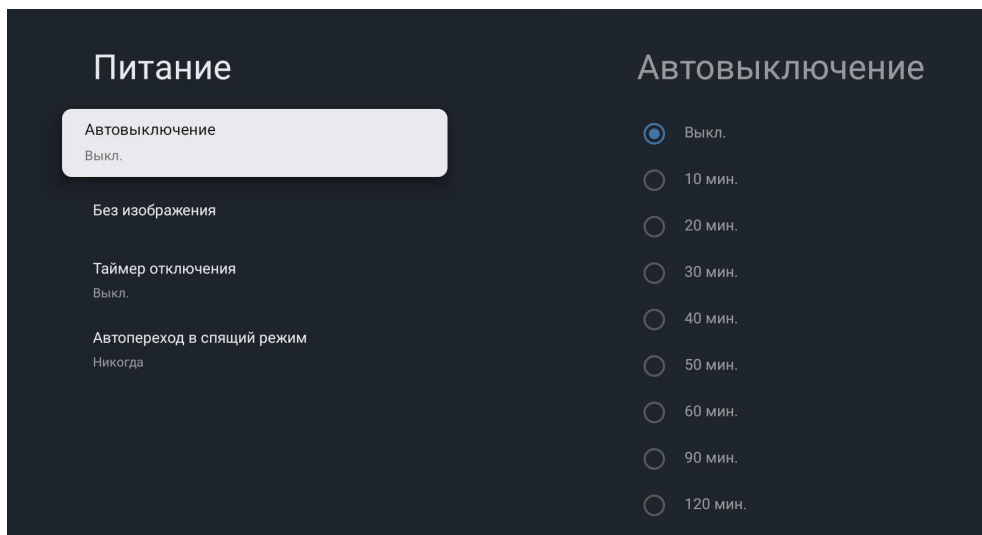 Питание
Автовыключение
Выкл.
Без изображения
Таймер отключения
Выкл.
Автопереход в спящий режим
Никогда
Автовыключение
Выкл.
10 мин.
20 мин.
30 мин.
40 мин.
50 мин.
60 мин.
90 мин.
120 мин.